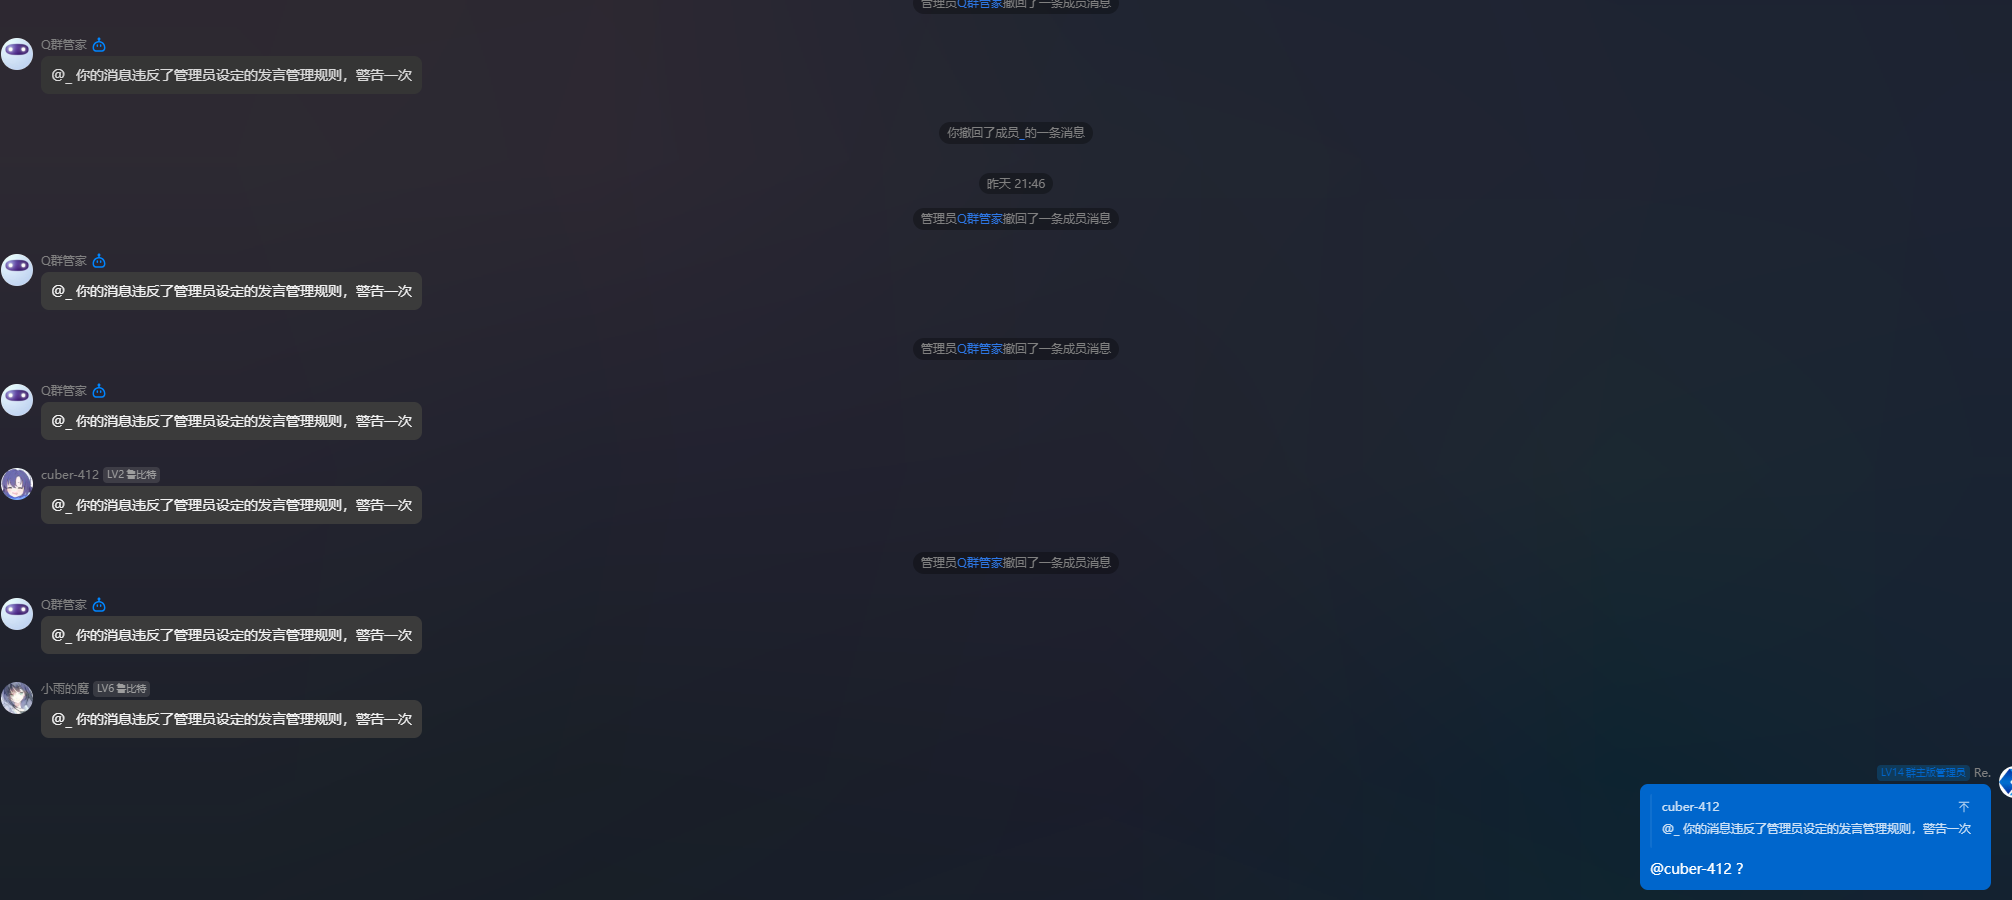 管理员Q群管家撤回了一条成员消息
Q群管家
@_ 你的消息违反了管理员设定的发言管理规则，警告一次
你撤回了成员_的一条消息
昨天 21:46
管理员Q群管家撤回了一条成员消息
Q群管家
@_ 你的消息违反了管理员设定的发言管理规则，警告一次
管理员Q群管家撤回了一条成员消息
Q群管家
@_ 你的消息违反了管理员设定的发言管理规则，警告一次
cuber-412 LV2 鲁比特
@_ 你的消息违反了管理员设定的发言管理规则，警告一次
管理员Q群管家撤回了一条成员消息
Q群管家
@_ 你的消息违反了管理员设定的发言管理规则，警告一次
小雨的魔 LV6 鲁比特
@_ 你的消息违反了管理员设定的发言管理规则，警告一次
LV14 群主质管理员 Re.
cuber-412
@_ 你的消息违反了管理员设定的发言管理规则，警告一次
@cuber-412 ?